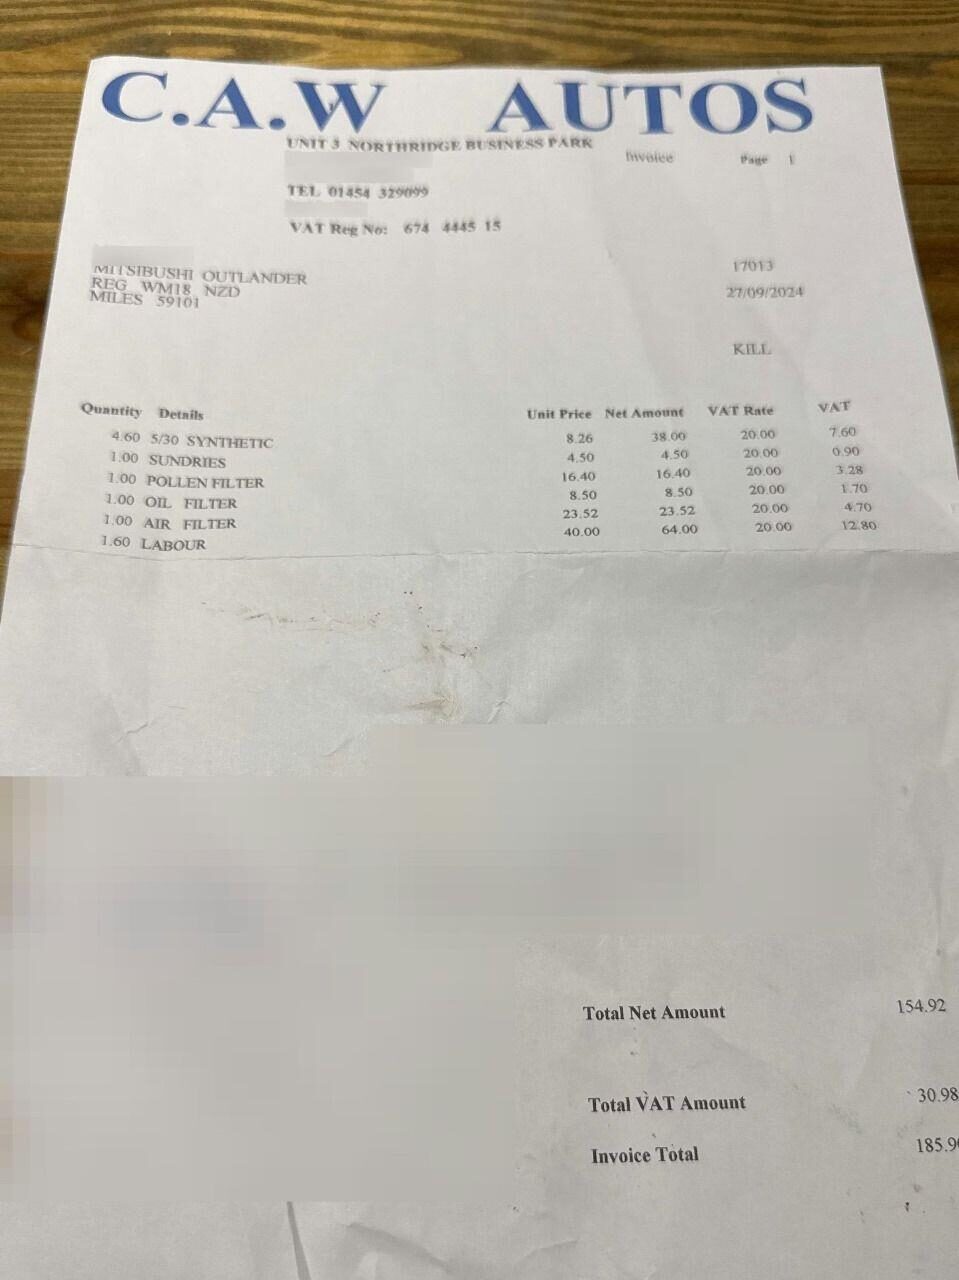 C.A.W AUTOS
UNIT 3 NORTHRIDGE BUSINESS PARK
Invoice Page 1
TEL 01454 329099
VAT Reg No: 674 4445 15
MITSIBUSHI OUTLANDER
REG WM18 NZD
MILES 59101
17013
27/09/2024
KILL
Quantity Details Unit Price Net Amount VAT Rate VAT
4.60 5/30 SYNTHETIC 8.26 38.00 20.00 7.60
1.00 SUNDRIES 4.50 4.50 20.00 0.90
1.00 POLLEN FILTER 16.40 16.40 20.00 3.28
1.00 OIL FILTER 8.50 8.50 20.00 1.70
1.00 AIR FILTER 23.52 23.52 20.00 4.70
1.60 LABOUR 40.00 64.00 20.00 12.80
Total Net Amount 154.92
Total VAT Amount 30.98
Invoice Total 185.9